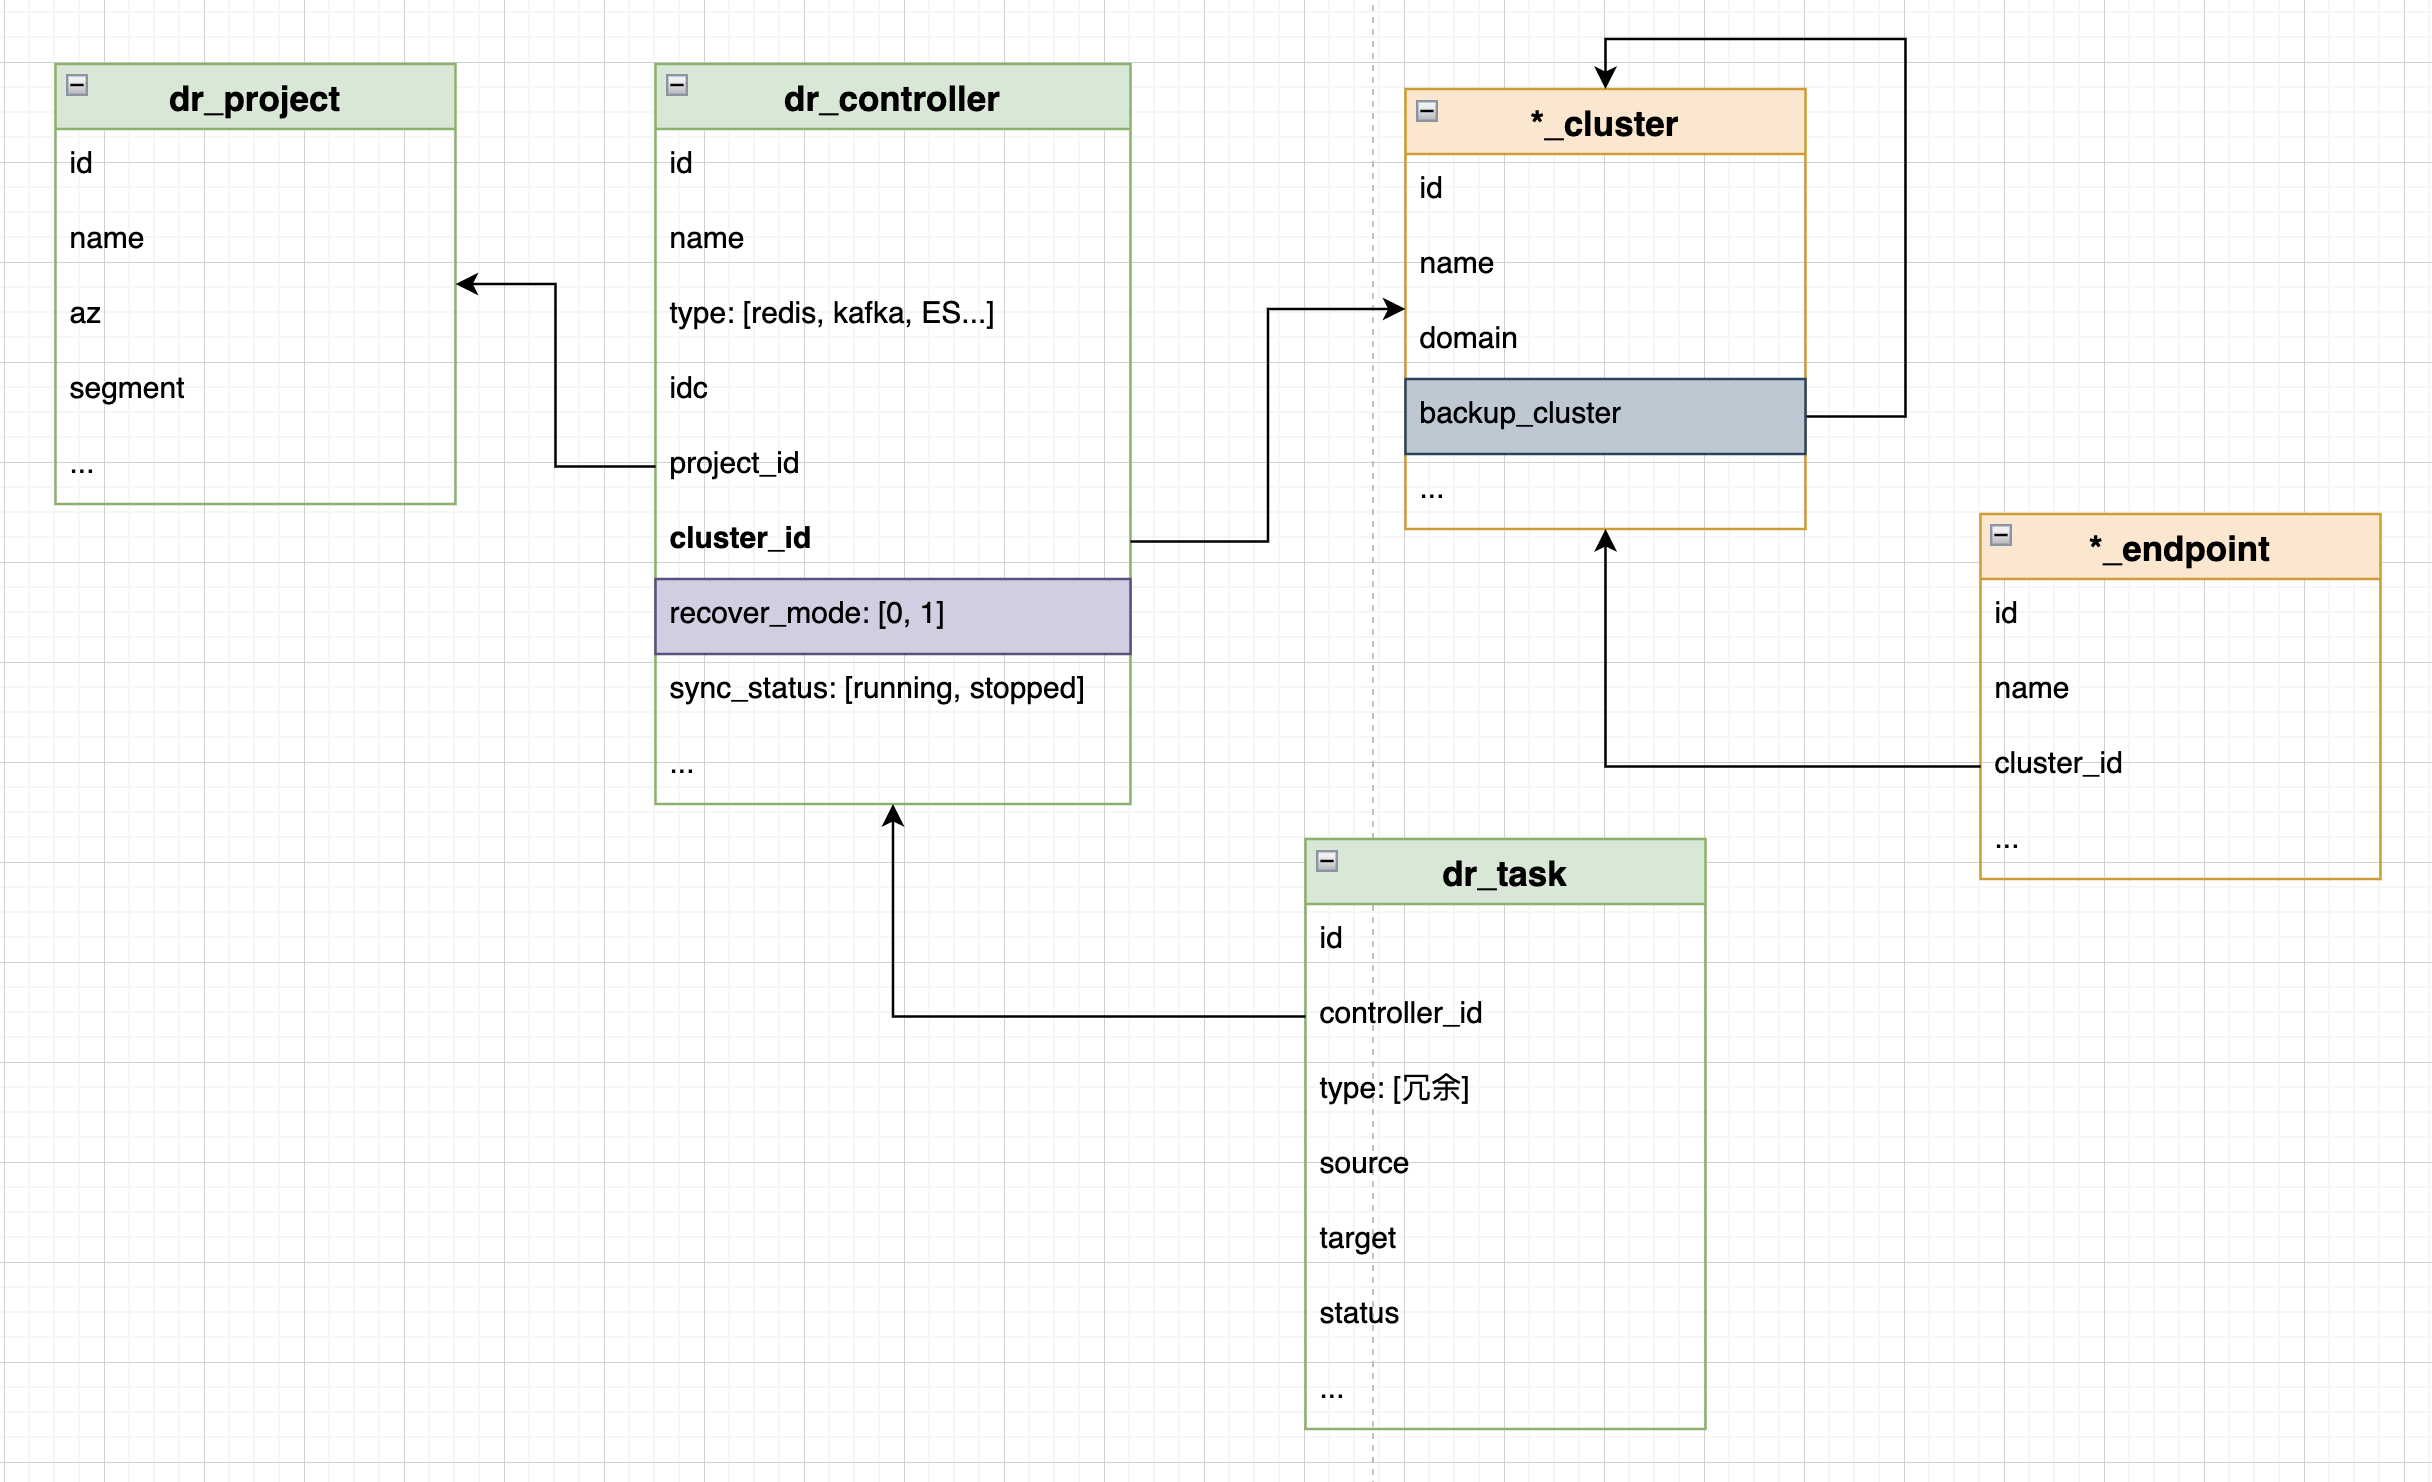 dr_project
id
name
az
segment
...
dr_controller
id
name
type: [redis, kafka, ES...]
idc
project_id
cluster_id
recover_mode: [0, 1]
sync_status: [running, stopped]
...
*_cluster
id
name
domain
backup_cluster
...
*_endpoint
id
name
cluster_id
...
dr_task
id
controller_id
type: [冗余]
source
target
status
...